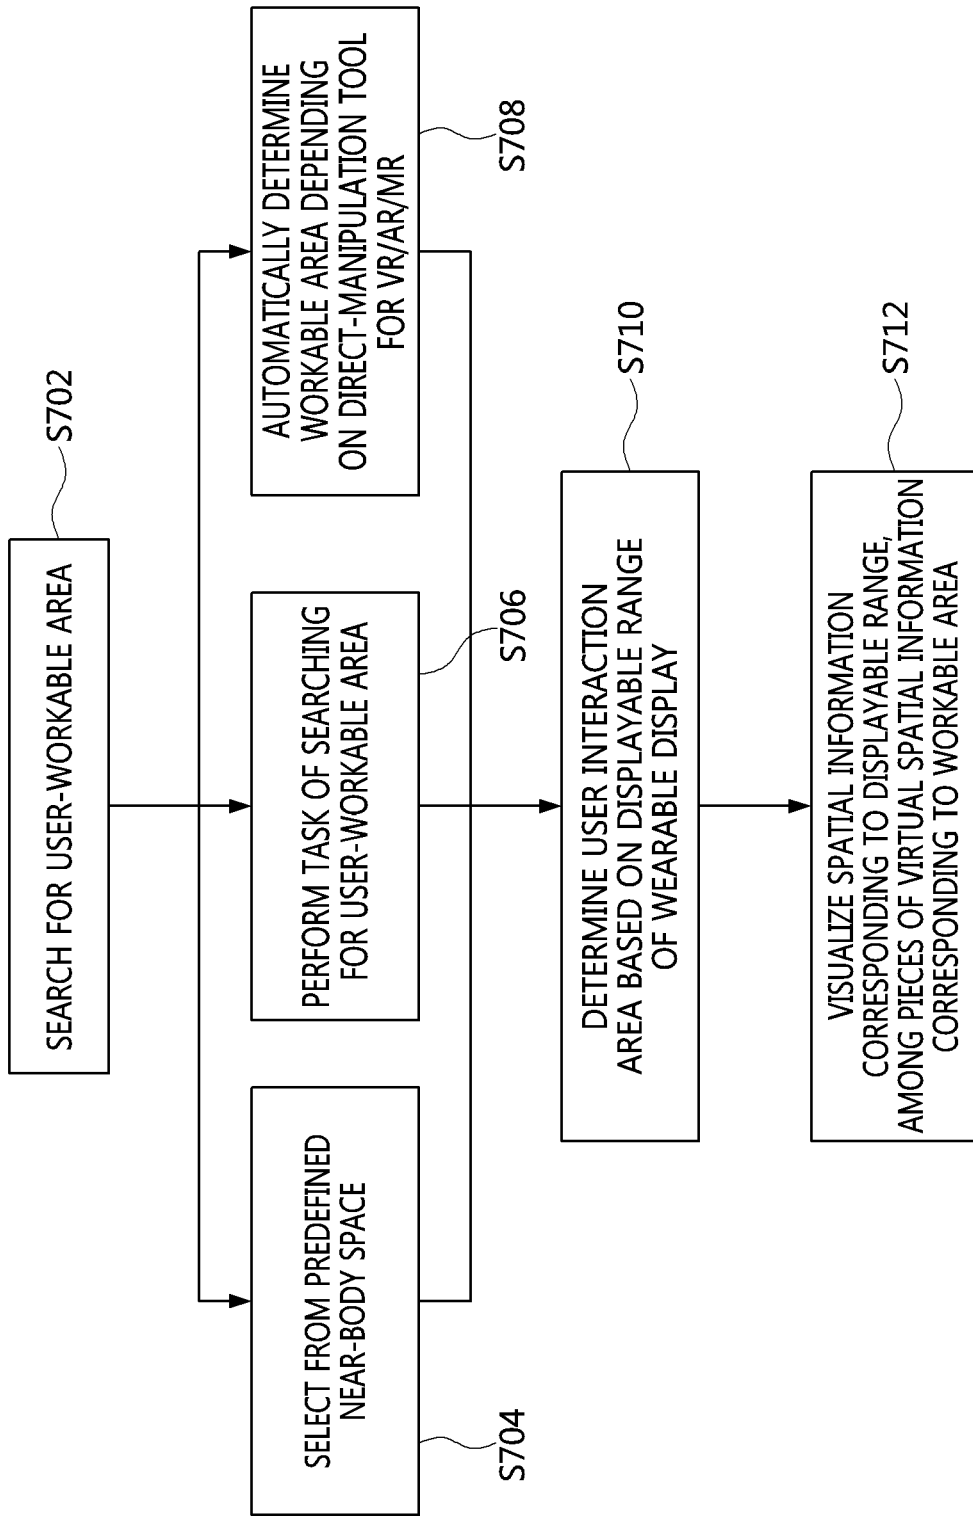 SEARCH FOR USER-WORKABLE AREA
S702
SELECT FROM PREDEFINED
NEAR-BODY SPACE
S704
PERFORM TASK OF SEARCHING
FOR USER-WORKABLE AREA
S706
AUTOMATICALLY DETERMINE
WORKABLE AREA DEPENDING
ON DIRECT-MANIPULATION TOOL
FOR VR/AR/MR
S708
DETERMINE USER INTERACTION
AREA BASED ON DISPLAYABLE RANGE
OF WEARABLE DISPLAY
S710
VISUALIZE SPATIAL INFORMATION
CORRESPONDING TO DISPLAYABLE RANGE,
AMONG PIECES OF VIRTUAL SPATIAL INFORMATION
CORRESPONDING TO WORKABLE AREA
S712